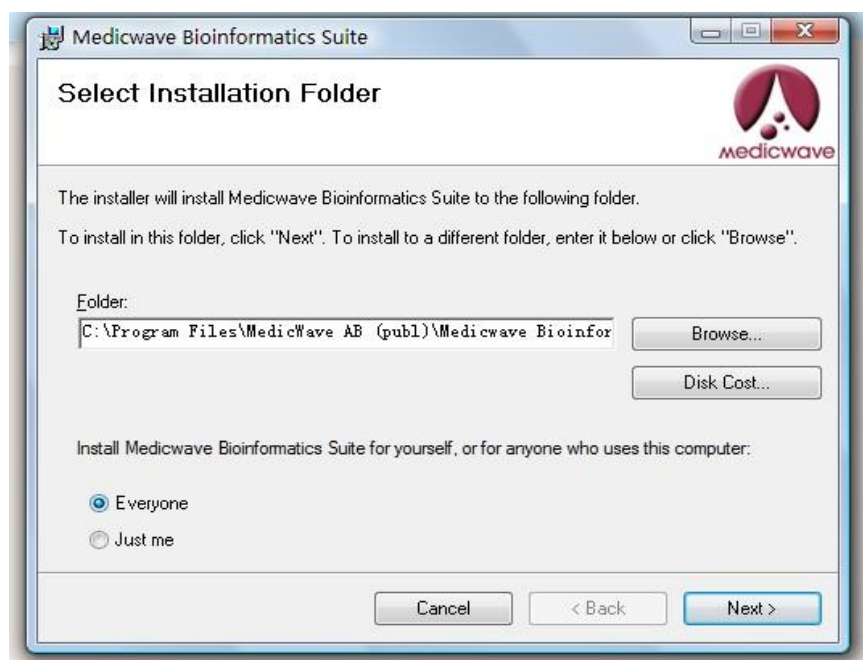 Medicwave Bioinformatics Suite
Select Installation Folder
medicwave
The installer will install Medicwave Bioinformatics Suite to the following folder.
To install in this folder, click "Next". To install to a different folder, enter it below or click "Browse".
Folder:
C:\Program Files\MedicWave AB (publ)\Medicwave Bioinfor
Browse...
Disk Cost...
Install Medicwave Bioinformatics Suite for yourself, or for anyone who uses this computer:
Everyone
Just me
Cancel
< Back
Next >